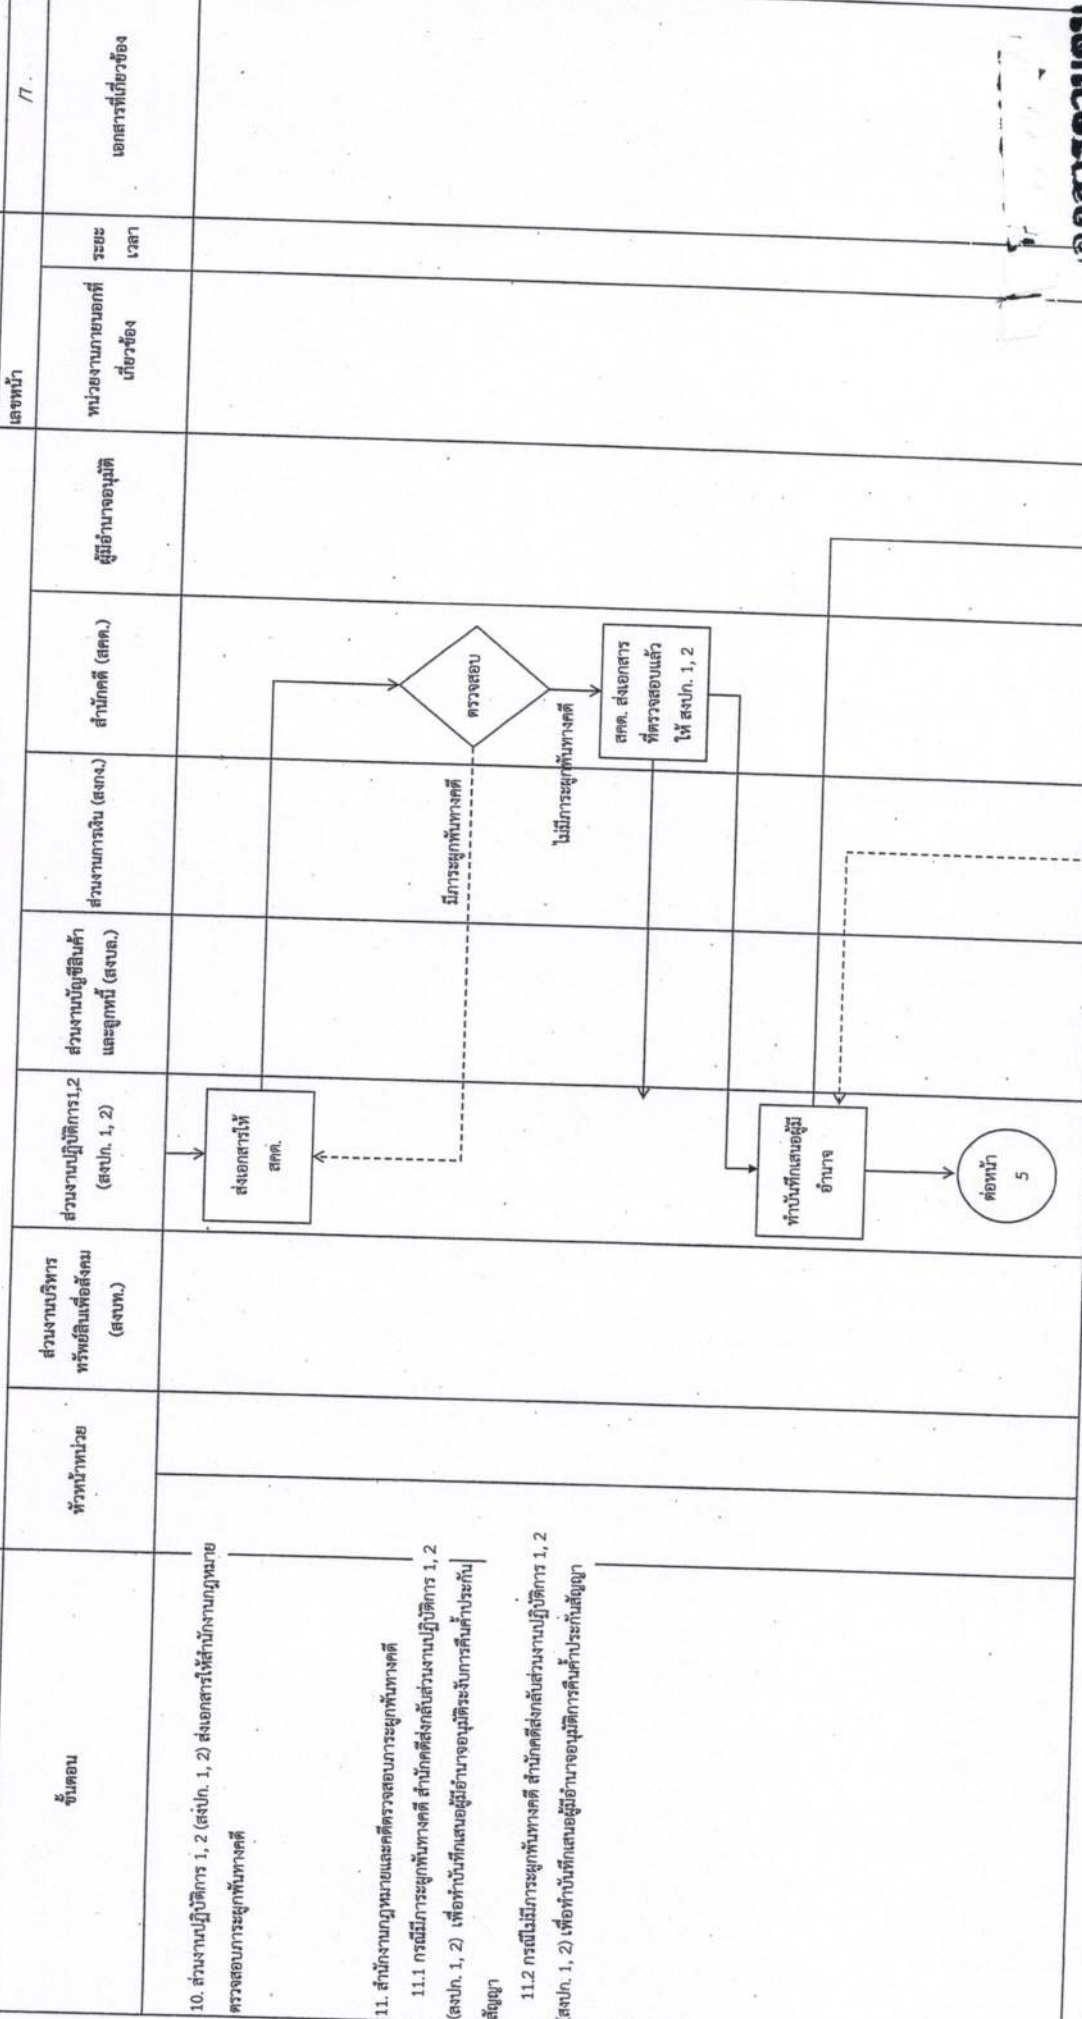 เลขหน้า
/7.
ขั้นตอน
หัวหน้าหน่วย
ส่วนงานบริหาร
ทรัพย์สินเพื่อสังคม
(สงบท.)
ส่วนงานปฏิบัติการ1,2
(สงปก. 1, 2)
ส่วนงานบัญชีสินค้า
และลูกหนี้ (สงบล.)
ส่วนงานการเงิน (สงกง.)
สำนักคดี (สคด.)
ผู้มีอำนาจอนุมัติ
หน่วยงานภายนอกที่
เกี่ยวข้อง
ระยะ
เวลา
เอกสารที่เกี่ยวข้อง
10. ส่วนงานปฏิบัติการ 1, 2 (สงปก. 1, 2) ส่งเอกสารให้สำนักงานกฎหมาย
ตรวจสอบภาระผูกพันทางคดี
11. สำนักงานกฎหมายและคดีตรวจสอบภาระผูกพันทางคดี
11.1 กรณีมีภาระผูกพันทางคดี สำนักคดีส่งกลับส่วนงานปฏิบัติการ 1, 2
(สงปก. 1, 2) เพื่อทำบันทึกเสนอผู้มีอำนาจอนุมัติระงับการคืนค้ำประกัน
สัญญา
11.2 กรณีไม่มีภาระผูกพันทางคดี สำนักคดีส่งกลับส่วนงานปฏิบัติการ 1, 2
(สงปก. 1, 2) เพื่อทำบันทึกเสนอผู้มีอำนาจอนุมัติการคืนค้ำประกันสัญญา
ส่งเอกสารให้
สคด.
ตรวจสอบ
มีภาระผูกพันทางคดี
ไม่มีภาระผูกพันทางคดี
สคด. ส่งเอกสาร
ที่ตรวจสอบแล้ว
ให้ สงปก. 1, 2
ทำบันทึกเสนอผู้มี
อำนาจ
ต่อหน้า
5